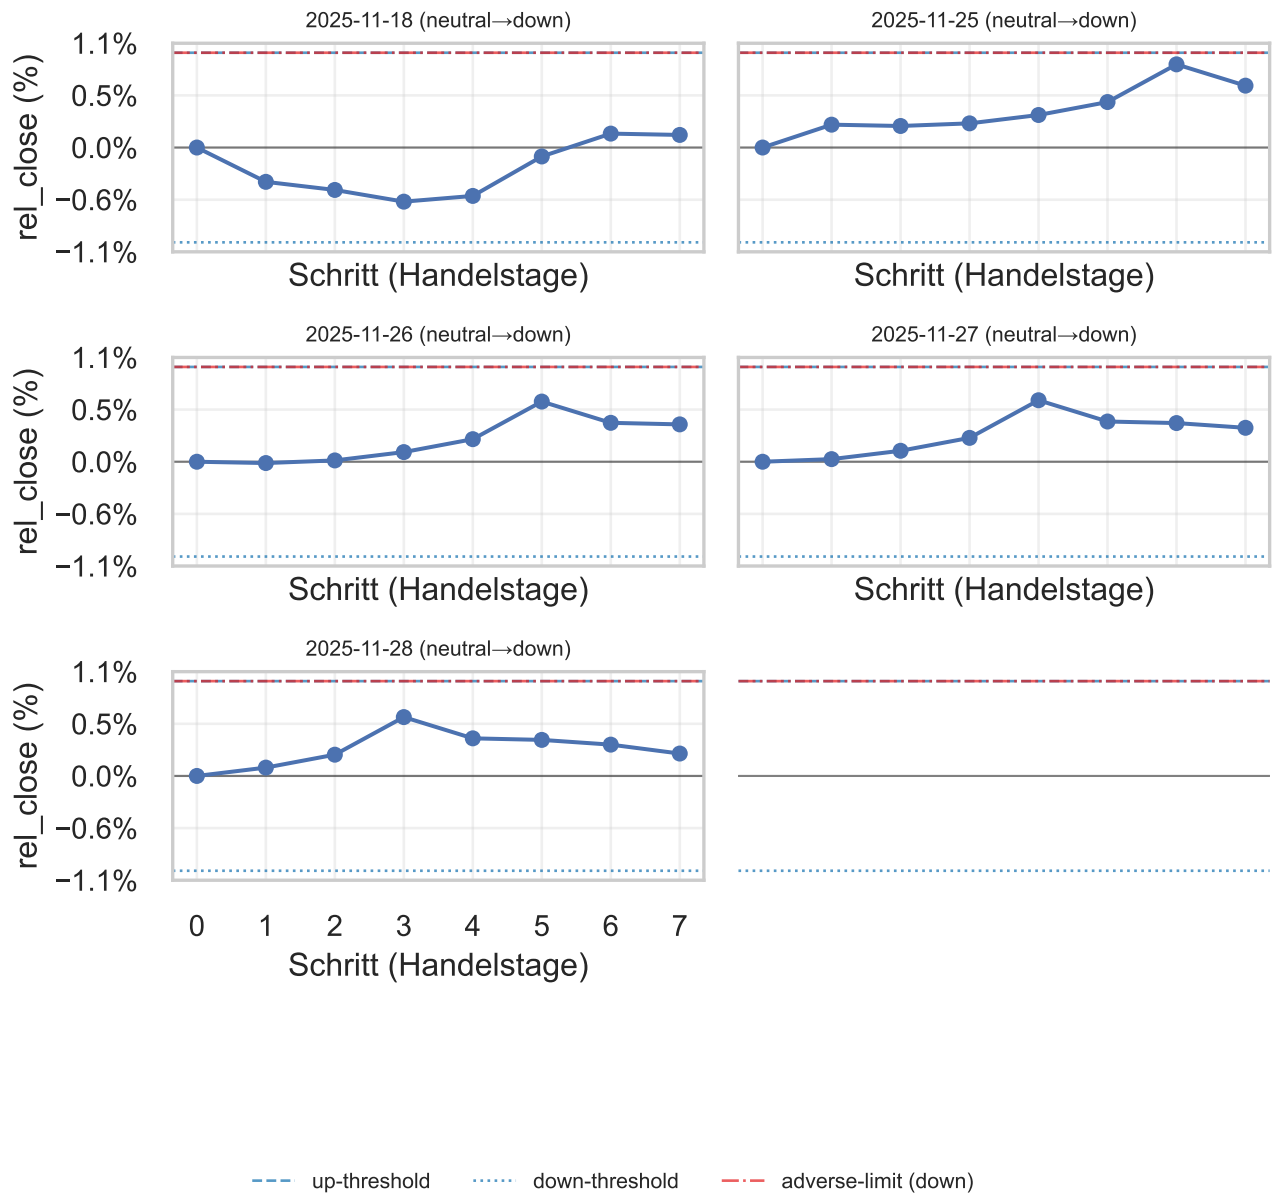 2025-11-18 (neutral→down)
2025-11-25 (neutral→down)
rel_close (%)
1.1%
0.5%
0.0%
−0.6%
−1.1%
Schritt (Handelstage)
Schritt (Handelstage)
2025-11-26 (neutral→down)
2025-11-27 (neutral→down)
rel_close (%)
1.1%
0.5%
0.0%
−0.6%
−1.1%
Schritt (Handelstage)
Schritt (Handelstage)
2025-11-28 (neutral→down)
rel_close (%)
1.1%
0.5%
0.0%
−0.6%
−1.1%
0 1 2 3 4 5 6 7
Schritt (Handelstage)
up-threshold down-threshold adverse-limit (down)